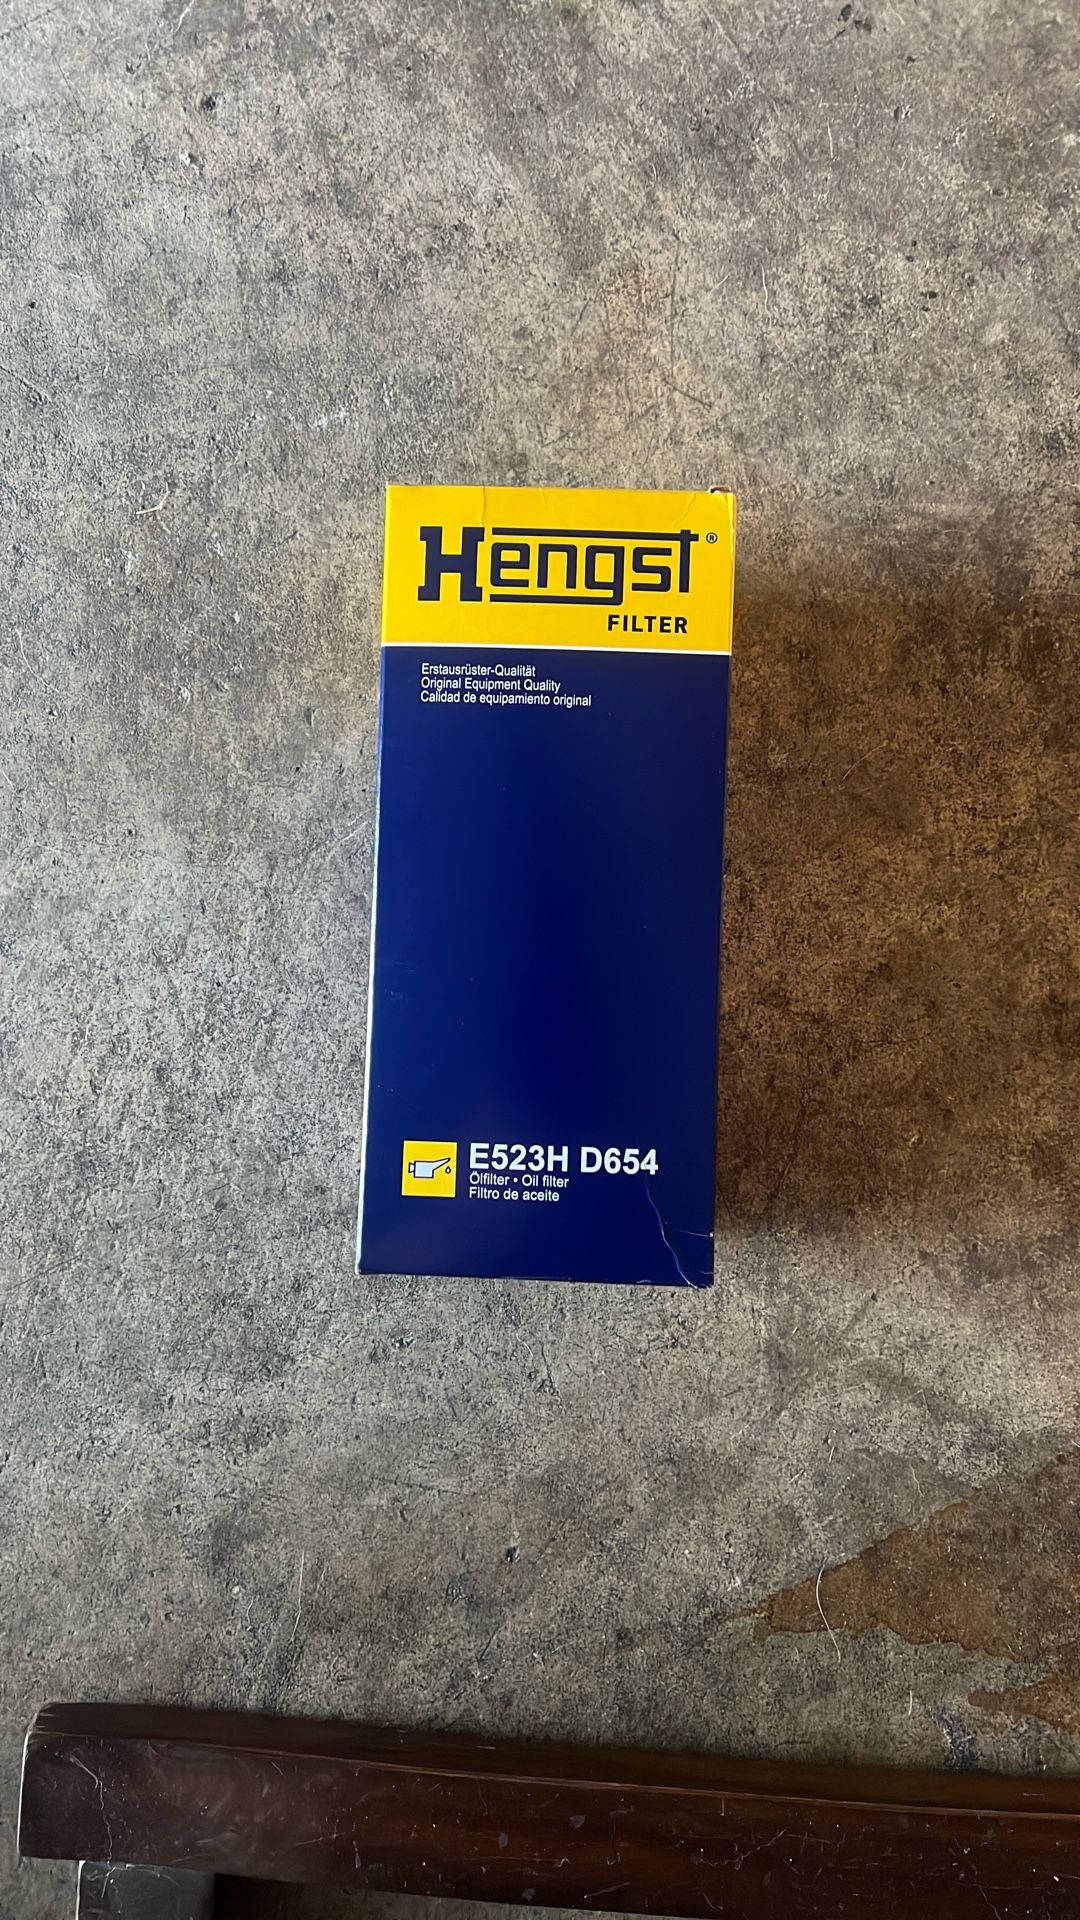 Hengst®
FILTER
Erstausrüster-Qualität
Original Equipment Quality
Calidad de equipamiento original
E523H D654
Ölfilter • Oil filter
Filtro de aceite